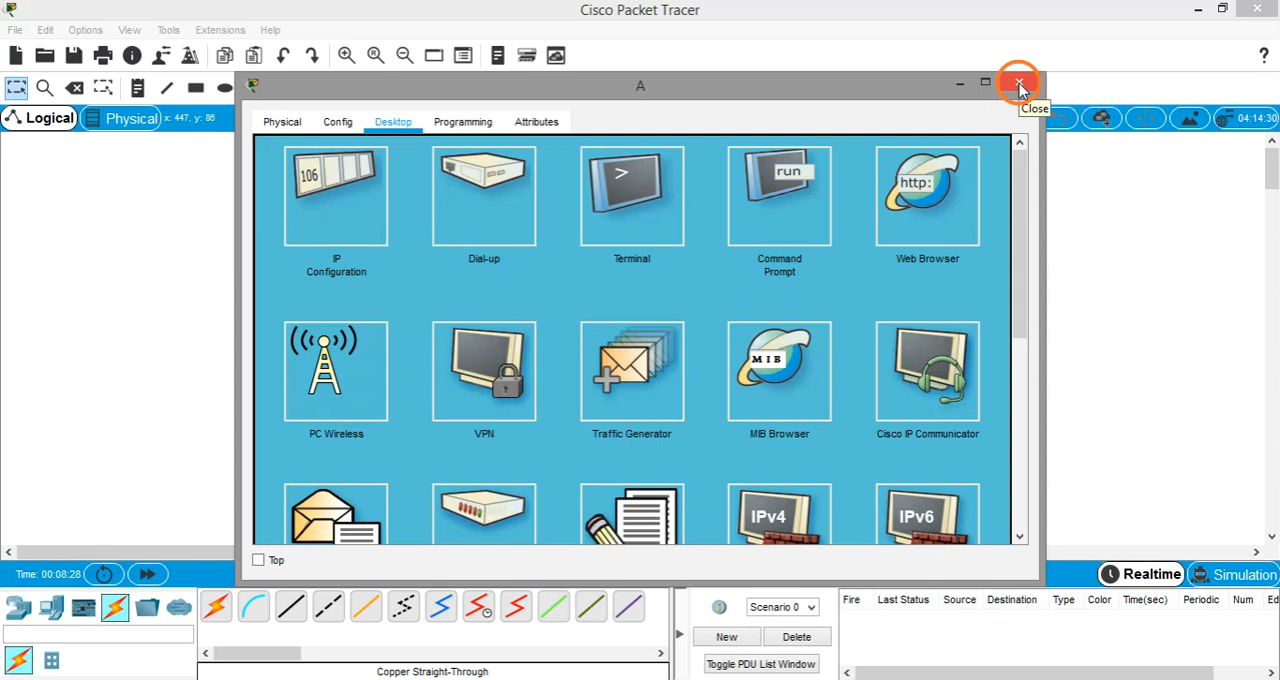 Cisco Packet Tracer
File Edit Options View Tools Extensions Help
?
A
Close
Logical Physical x: 447, y: 86
04:14:30
Physical Config Desktop Programming Attributes
106
>
run
http:
IP
Configuration
Dial-up
Terminal
Command
Prompt
Web Browser
MIB
PC Wireless
VPN
Traffic Generator
MIB Browser
Cisco IP Communicator
IPv4
IPv6
Top
Time: 00:08:28
Realtime
Simulation
Scenario 0
New
Delete
Toggle PDU List Window
Fire Last Status Source Destination Type Color Time(sec) Periodic Num Ed
Copper Straight-Through